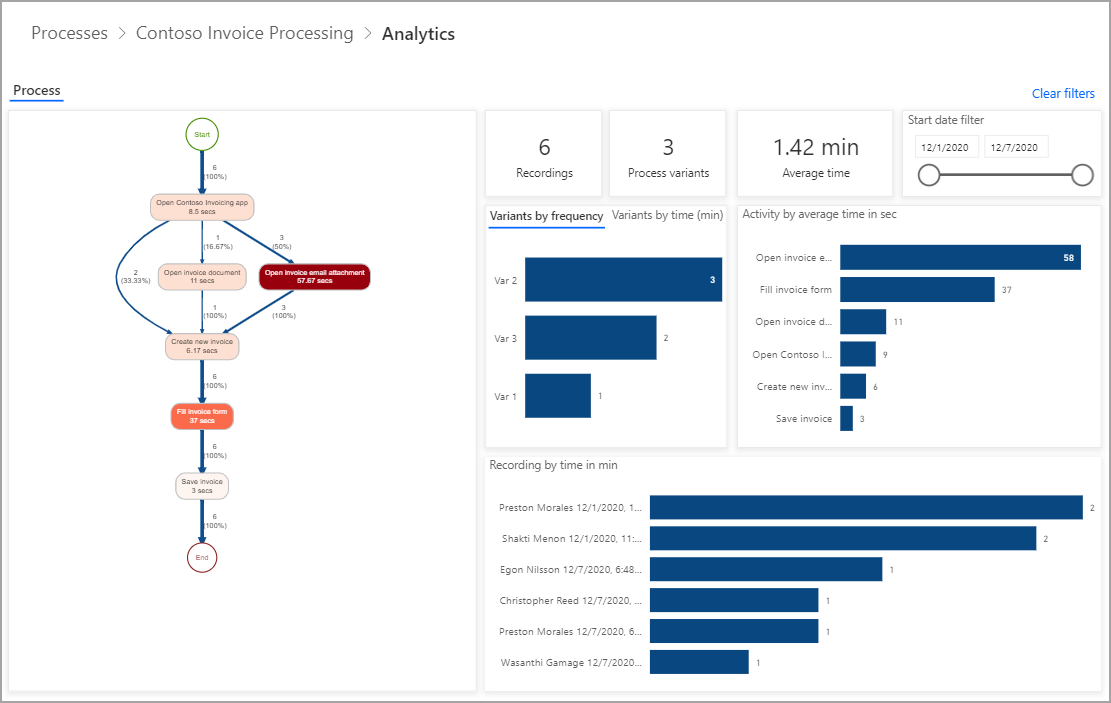 Processes > Contoso Invoice Processing > Analytics
Process
Clear filters
Start
6
(100%)
Open Contoso Invoicing app
8.5 secs
2
(33.33%)
1
(16.67%)
3
(50%)
Open invoice document
11 secs
Open invoice email attachment
57.67 secs
1
(100%)
3
(100%)
Create new invoice
6.17 secs
6
(100%)
Fill invoice form
37 secs
6
(100%)
Save invoice
3 secs
6
(100%)
End
6
Recordings
3
Process variants
1.42 min
Average time
Start date filter
12/1/2020 12/7/2020
Variants by frequency Variants by time (min)
Var 2 3
Var 3 2
Var 1 1
Activity by average time in sec
Open invoice e... 58
Fill invoice form 37
Open invoice d... 11
Open Contoso I... 9
Create new inv... 6
Save invoice 3
Recording by time in min
Preston Morales 12/1/2020, 1... 2
Shakti Menon 12/1/2020, 11:... 2
Egon Nilsson 12/7/2020, 6:48... 1
Christopher Reed 12/7/2020, ... 1
Preston Morales 12/7/2020, 6... 1
Wasanthi Gamage 12/7/2020... 1